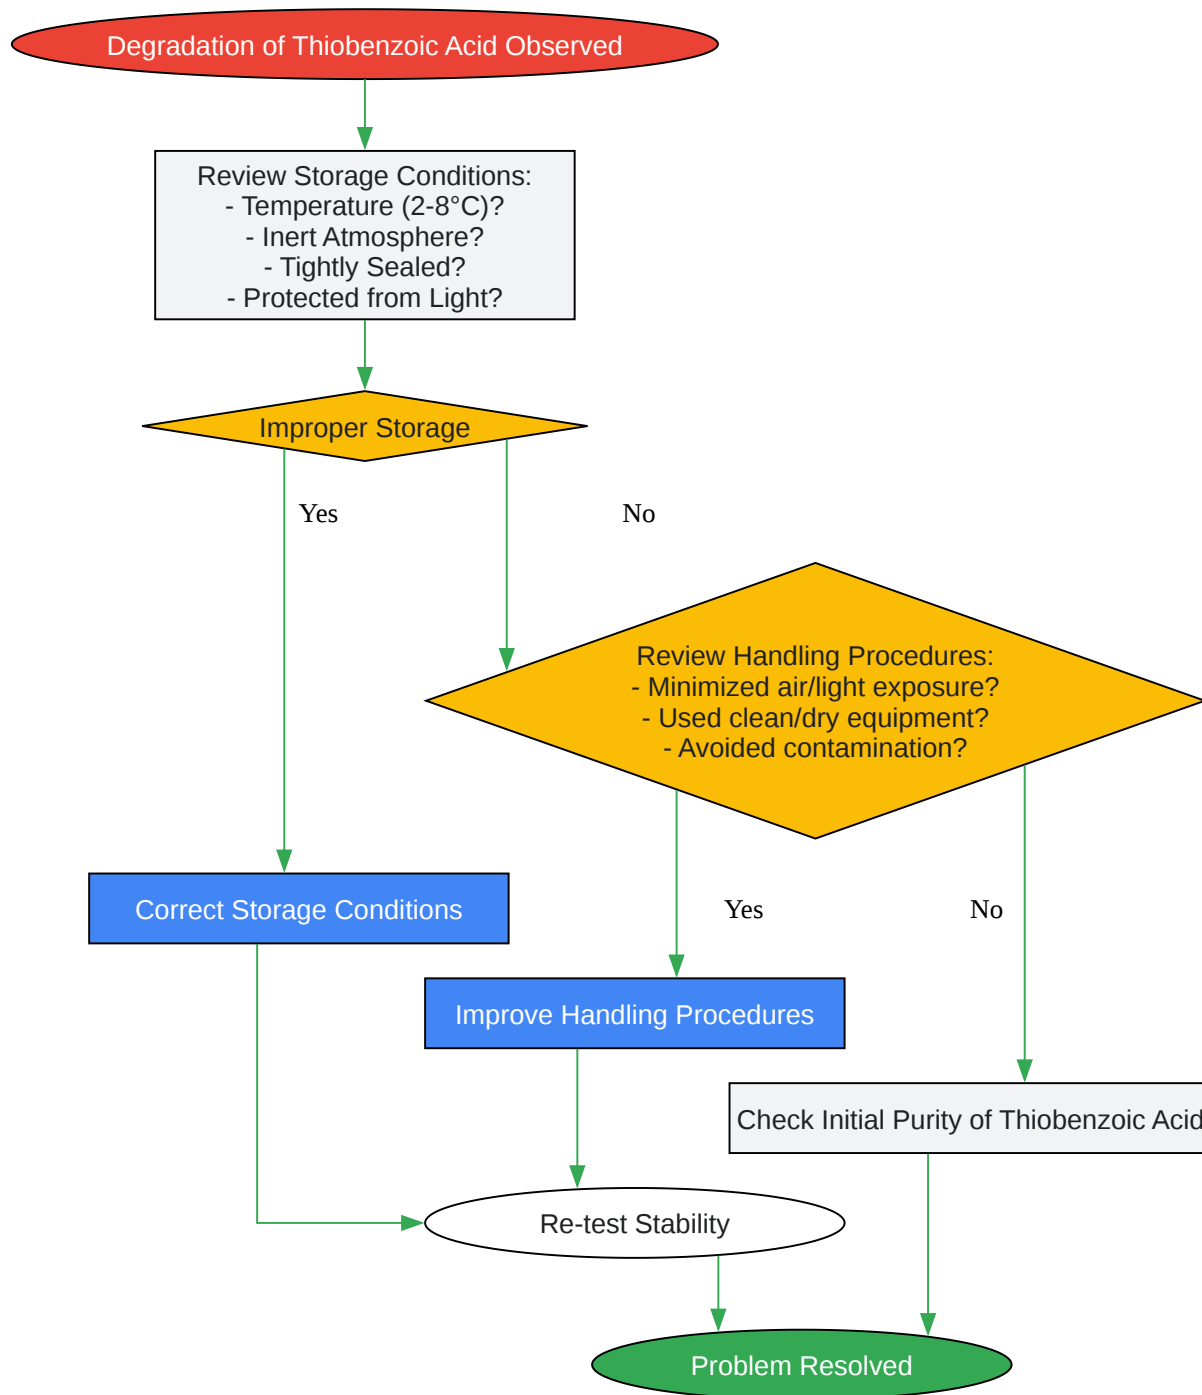 Degradation of Thiobenzoic Acid Observed
Review Storage Conditions:
- Temperature (2-8°C)?
- Inert Atmosphere?
- Tightly Sealed?
- Protected from Light?
Improper Storage
Yes
No
Review Handling Procedures:
- Minimized air/light exposure?
- Used clean/dry equipment?
- Avoided contamination?
Correct Storage Conditions
Yes
No
Improve Handling Procedures
Check Initial Purity of Thiobenzoic Acid
Re-test Stability
Problem Resolved